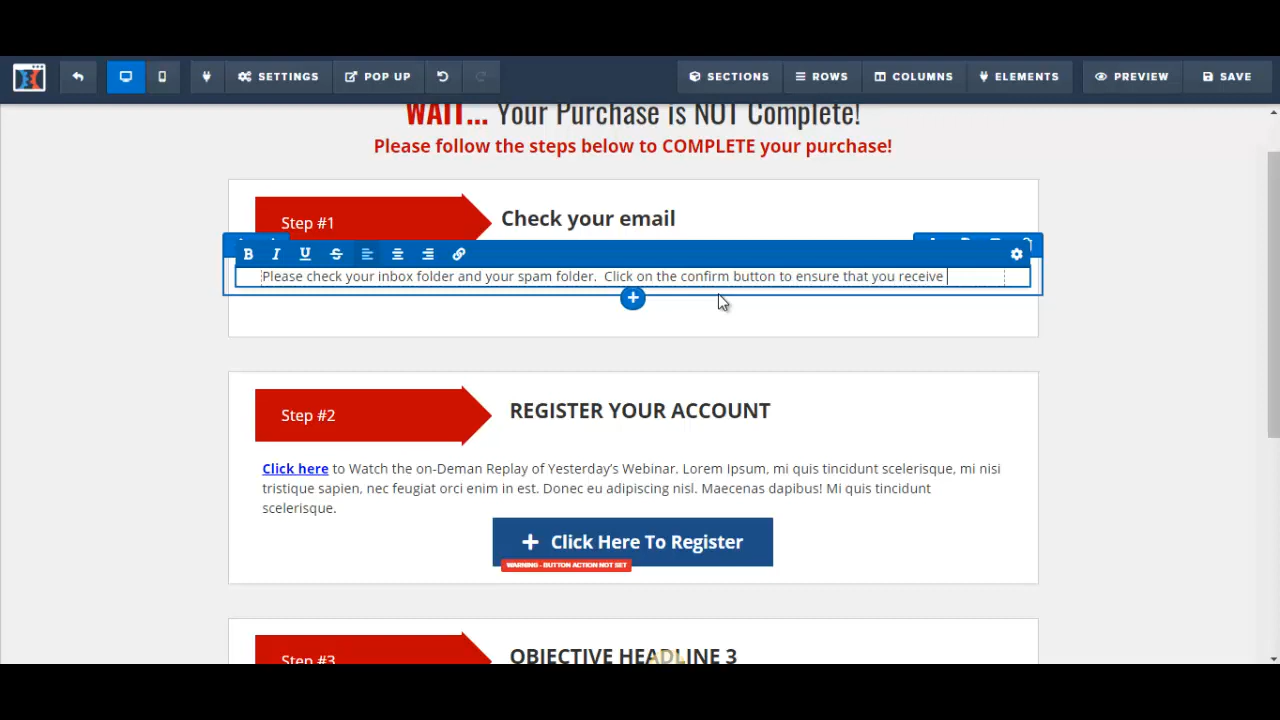 SETTINGS
POP UP
SECTIONS
ROWS
COLUMNS
ELEMENTS
PREVIEW
SAVE
WAIT... Your Purchase is NOT Complete!
Please follow the steps below to COMPLETE your purchase!
Step #1
Check your email
B I U S
Please check your inbox folder and your spam folder. Click on the confirm button to ensure that you receive
Step #2
REGISTER YOUR ACCOUNT
Click here to Watch the on-Deman Replay of Yesterday's Webinar. Lorem Ipsum, mi quis tincidunt scelerisque, mi nisi
tristique sapien, nec feugiat orci enim in est. Donec eu adipiscing nisl. Maecenas dapibus! Mi quis tincidunt
scelerisque.
Click Here To Register
WARNING - BUTTON ACTION NOT SET
Step #3
OBJECTIVE HEADLINE 3